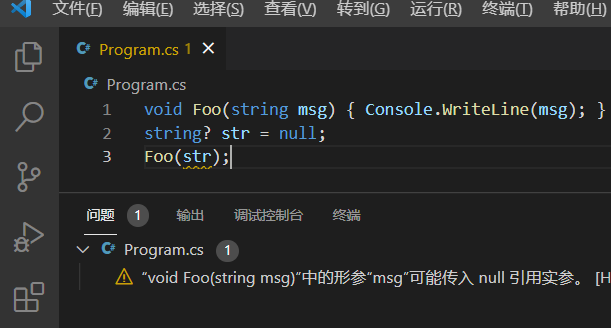 文件(F) 编辑(E) 选择(S) 查看(V) 转到(G) 运行(R) 终端(T) 帮助(H)
C# Program.cs 1
C# Program.cs
1 void Foo(string msg) { Console.WriteLine(msg); }
2 string? str = null;
3 Foo(str);
问题 1 输出 调试控制台 终端
C# Program.cs 1
“void Foo(string msg)”中的形参“msg”可能传入 null 引用实参。 [H